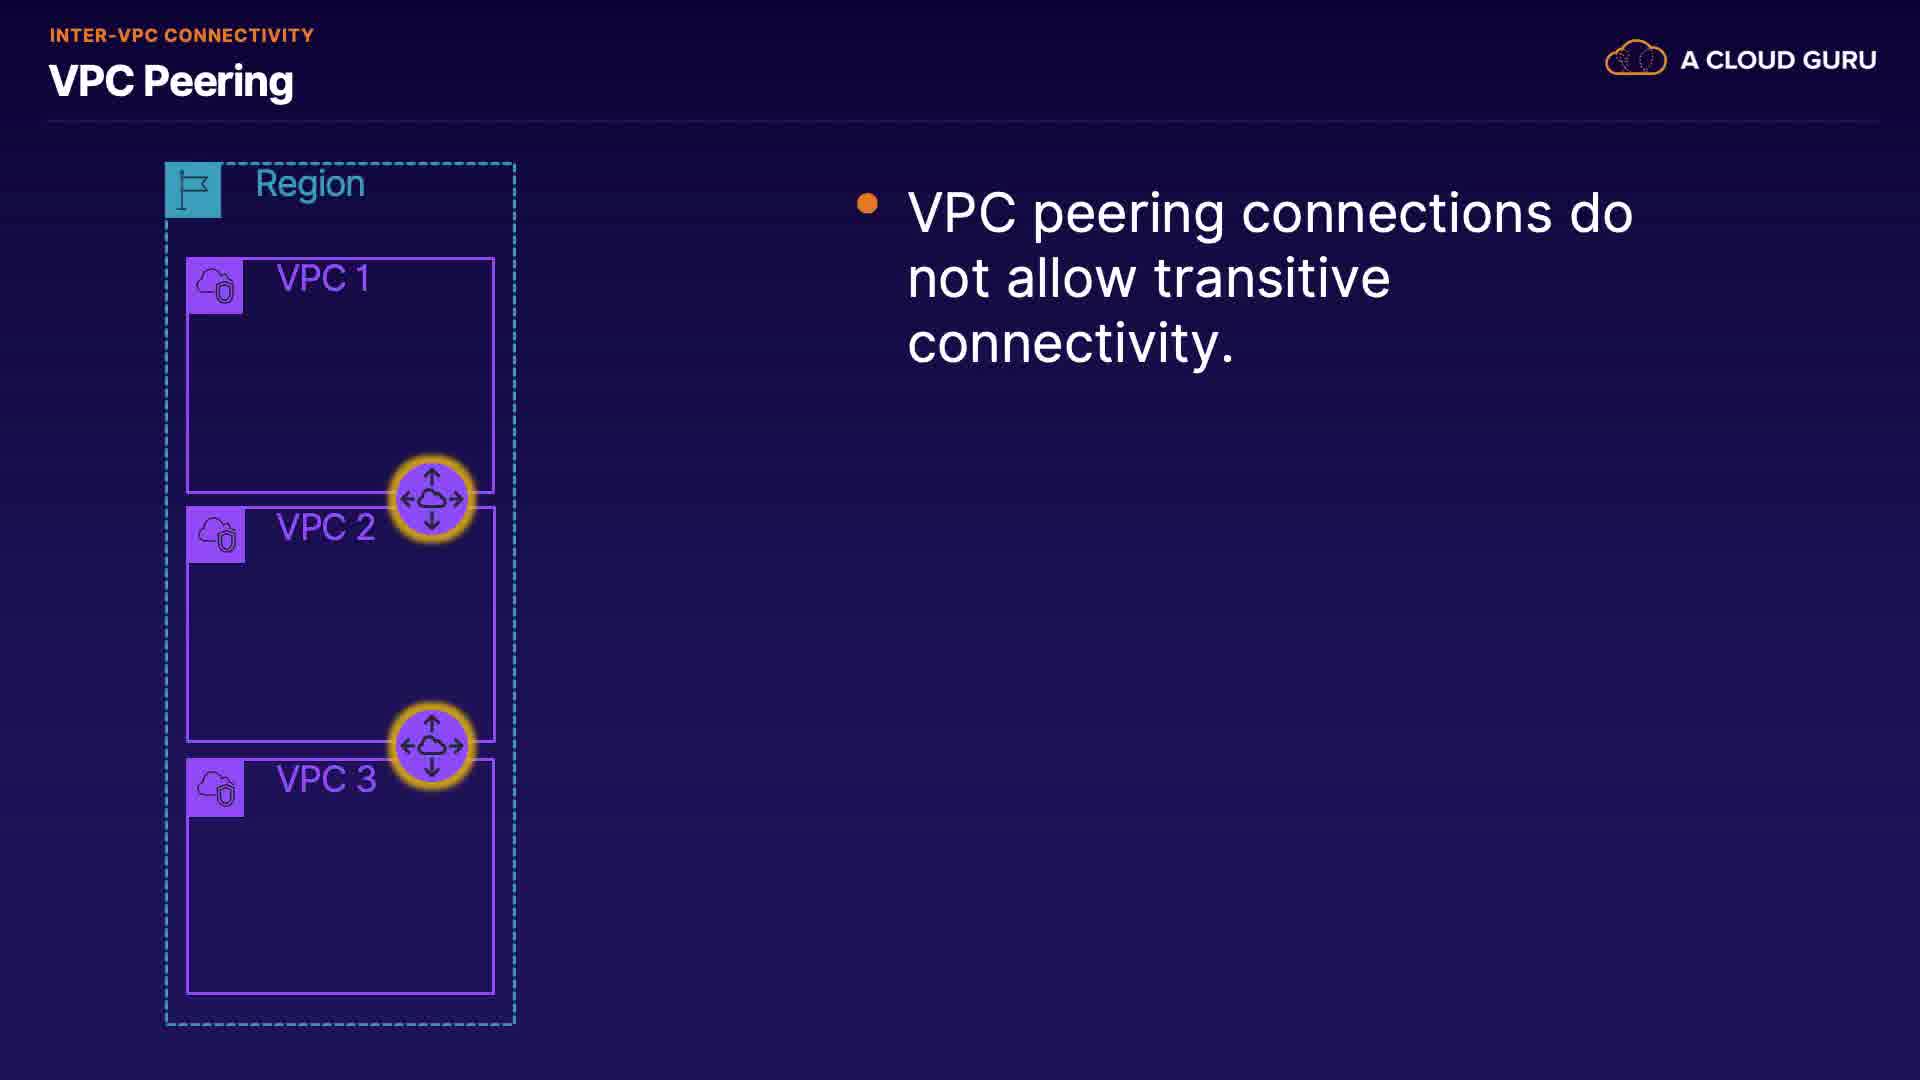 INTER-VPC CONNECTIVITY
VPC Peering
A CLOUD GURU
Region
VPC 1
VPC 2
VPC 3
VPC peering connections do
not allow transitive
connectivity.